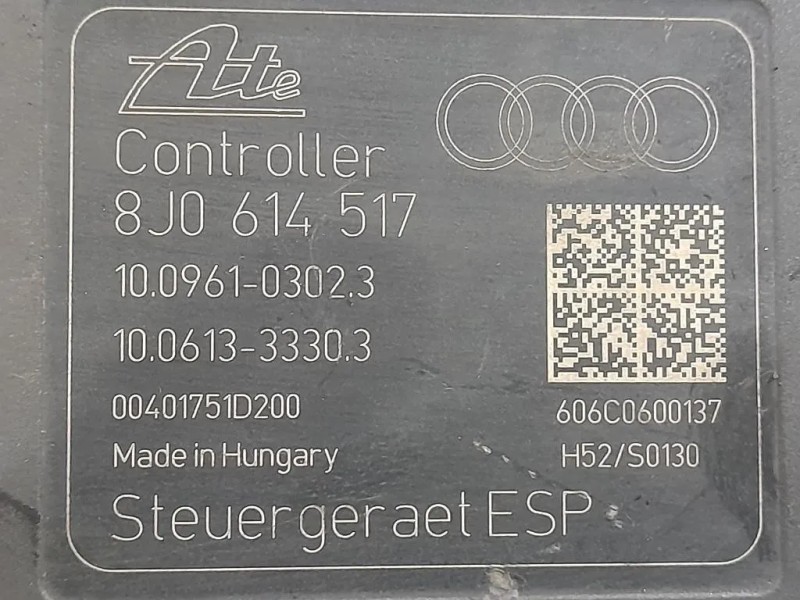 Ate
Controller
8J0 614 517
10.0961-0302.3
10.0613-3330.3
00401751D200
606C0600137
Made in Hungary
H52/S0130
Steuergeraet ESP